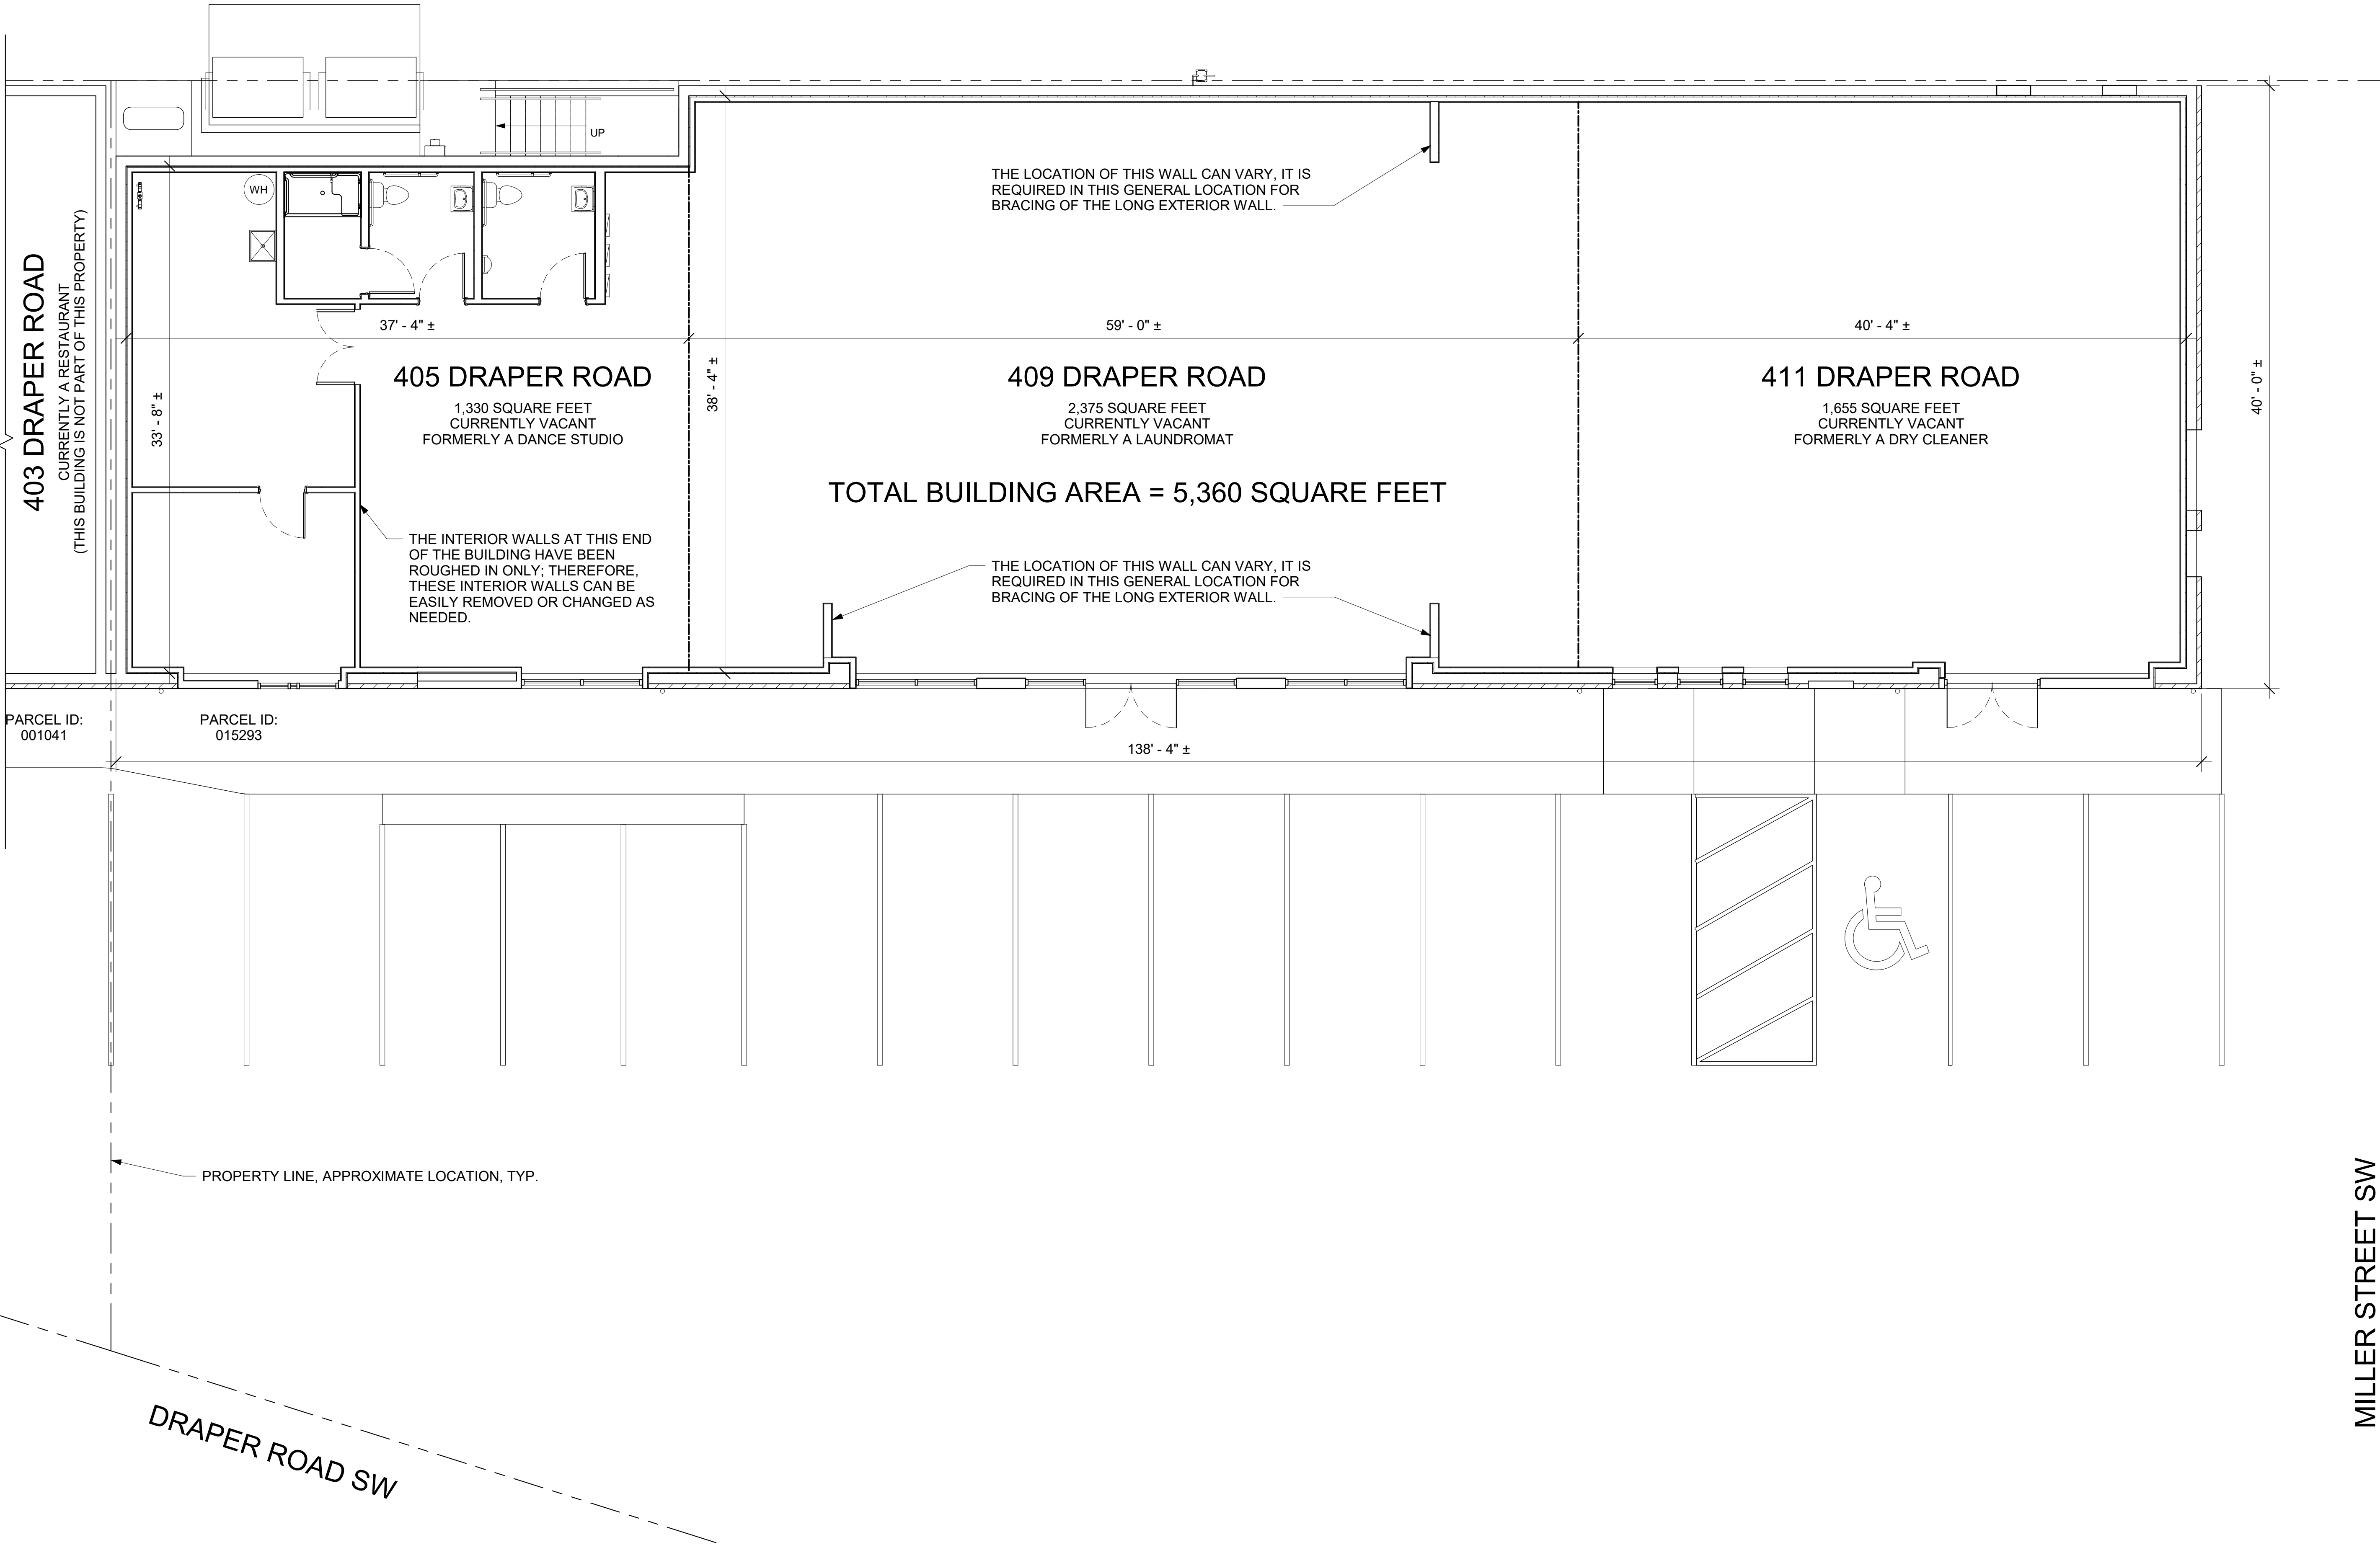 UP
WH
THE LOCATION OF THIS WALL CAN VARY, IT IS
REQUIRED IN THIS GENERAL LOCATION FOR
BRACING OF THE LONG EXTERIOR WALL.
403 DRAPER ROAD
CURRENTLY A RESTAURANT
(THIS BUILDING IS NOT PART OF THIS PROPERTY)
37' - 4" ±
59' - 0" ±
40' - 4" ±
33' - 8" ±
38' - 4" ±
40' - 0" ±
405 DRAPER ROAD
1,330 SQUARE FEET
CURRENTLY VACANT
FORMERLY A DANCE STUDIO
409 DRAPER ROAD
2,375 SQUARE FEET
CURRENTLY VACANT
FORMERLY A LAUNDROMAT
411 DRAPER ROAD
1,655 SQUARE FEET
CURRENTLY VACANT
FORMERLY A DRY CLEANER
TOTAL BUILDING AREA = 5,360 SQUARE FEET
THE INTERIOR WALLS AT THIS END
OF THE BUILDING HAVE BEEN
ROUGHED IN ONLY; THEREFORE,
THESE INTERIOR WALLS CAN BE
EASILY REMOVED OR CHANGED AS
NEEDED.
THE LOCATION OF THIS WALL CAN VARY, IT IS
REQUIRED IN THIS GENERAL LOCATION FOR
BRACING OF THE LONG EXTERIOR WALL.
PARCEL ID:
001041
PARCEL ID:
015293
138' - 4" ±
PROPERTY LINE, APPROXIMATE LOCATION, TYP.
DRAPER ROAD SW
MILLER STREET SW